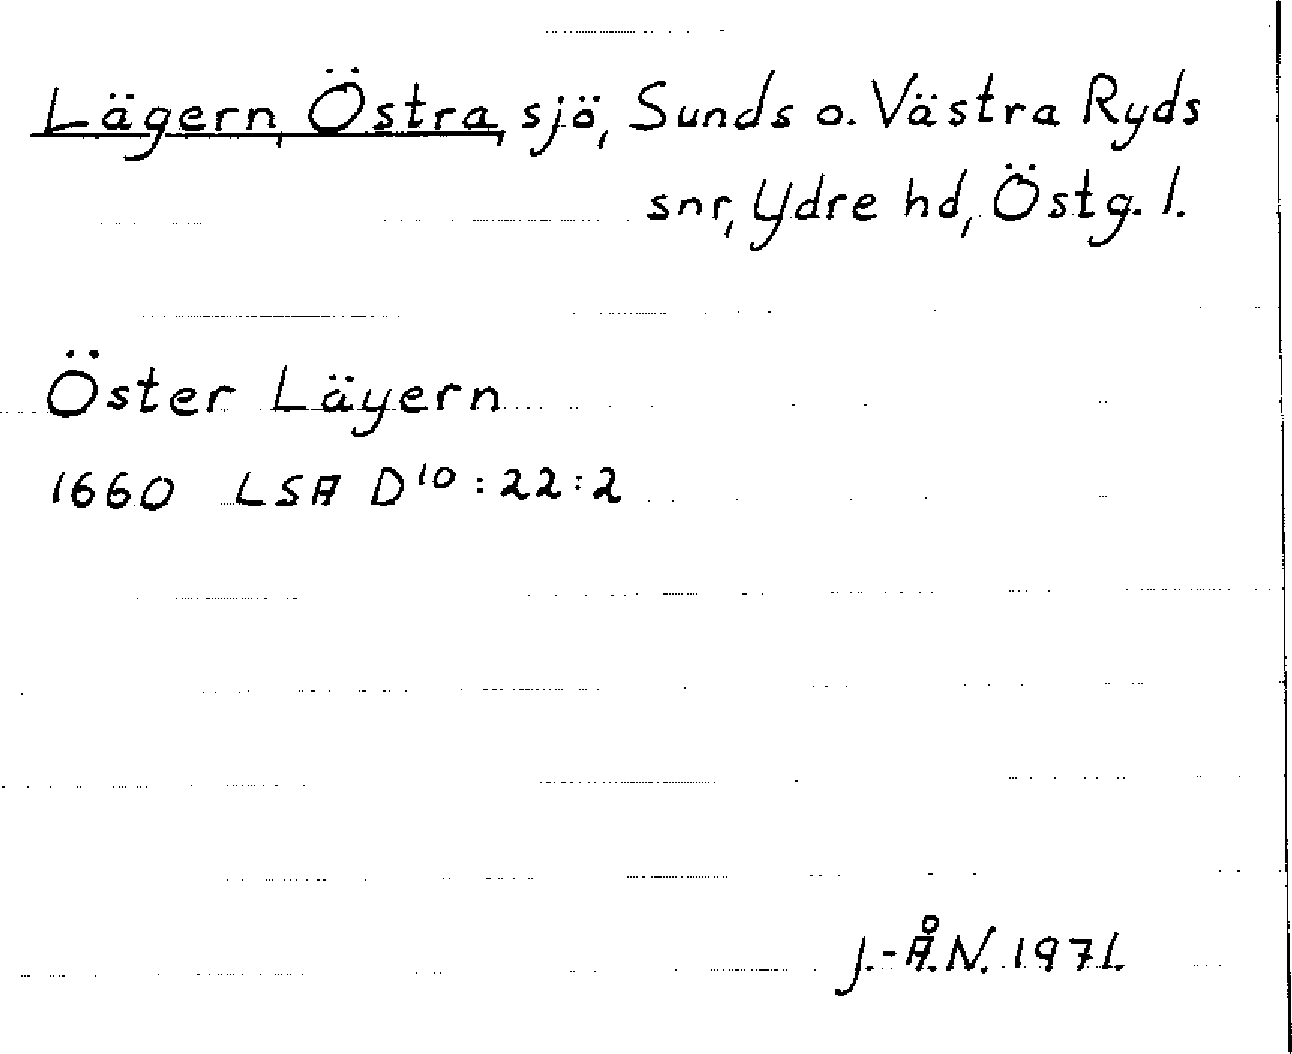 Lägern, Östra, sjö, Sunds o. Västra Ryds
snr, Ydre hd, Östg. l.
Öster Läyern
1660 LSA D¹⁰:22:2
J.-Å.N. 1971.